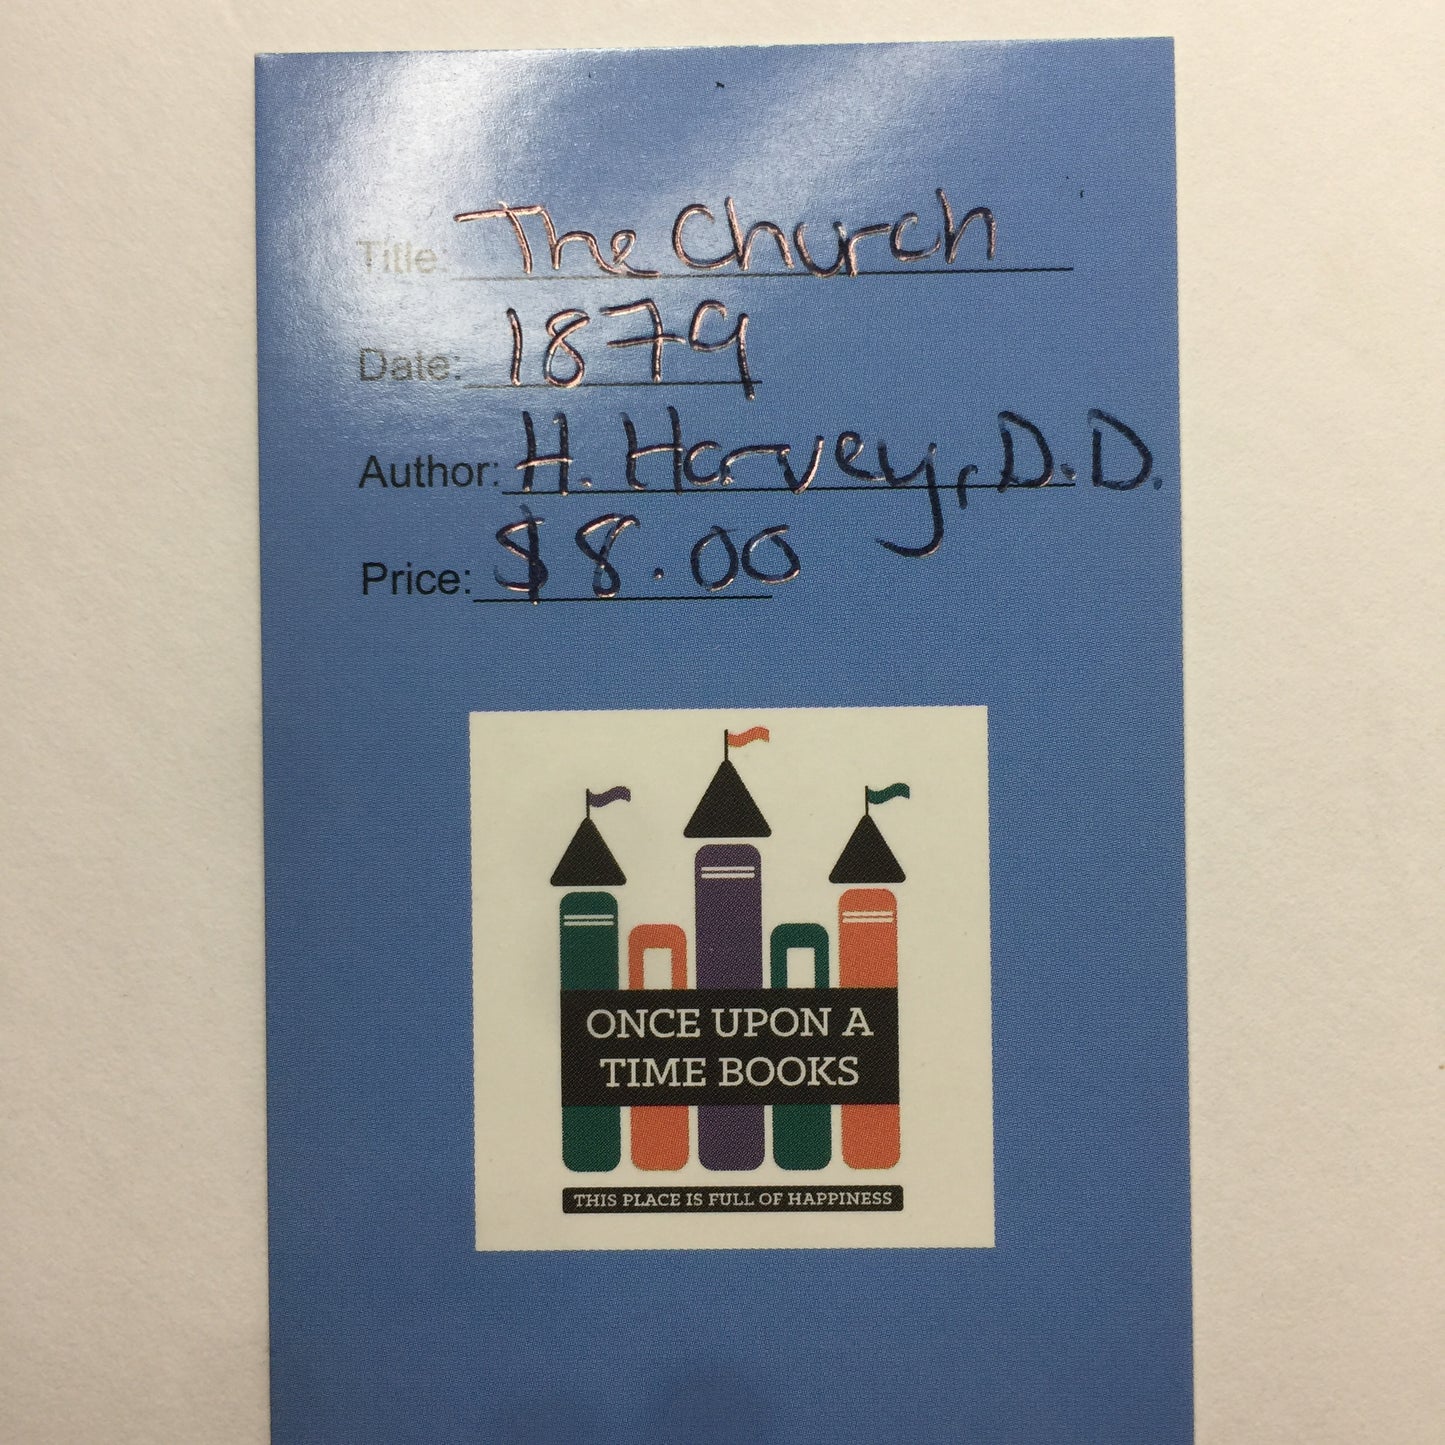 Title: The Church
Date: 1879
Author: H. Harvey, D.D.
Price: $8.00
ONCE UPON A
TIME BOOKS
THIS PLACE IS FULL OF HAPPINESS